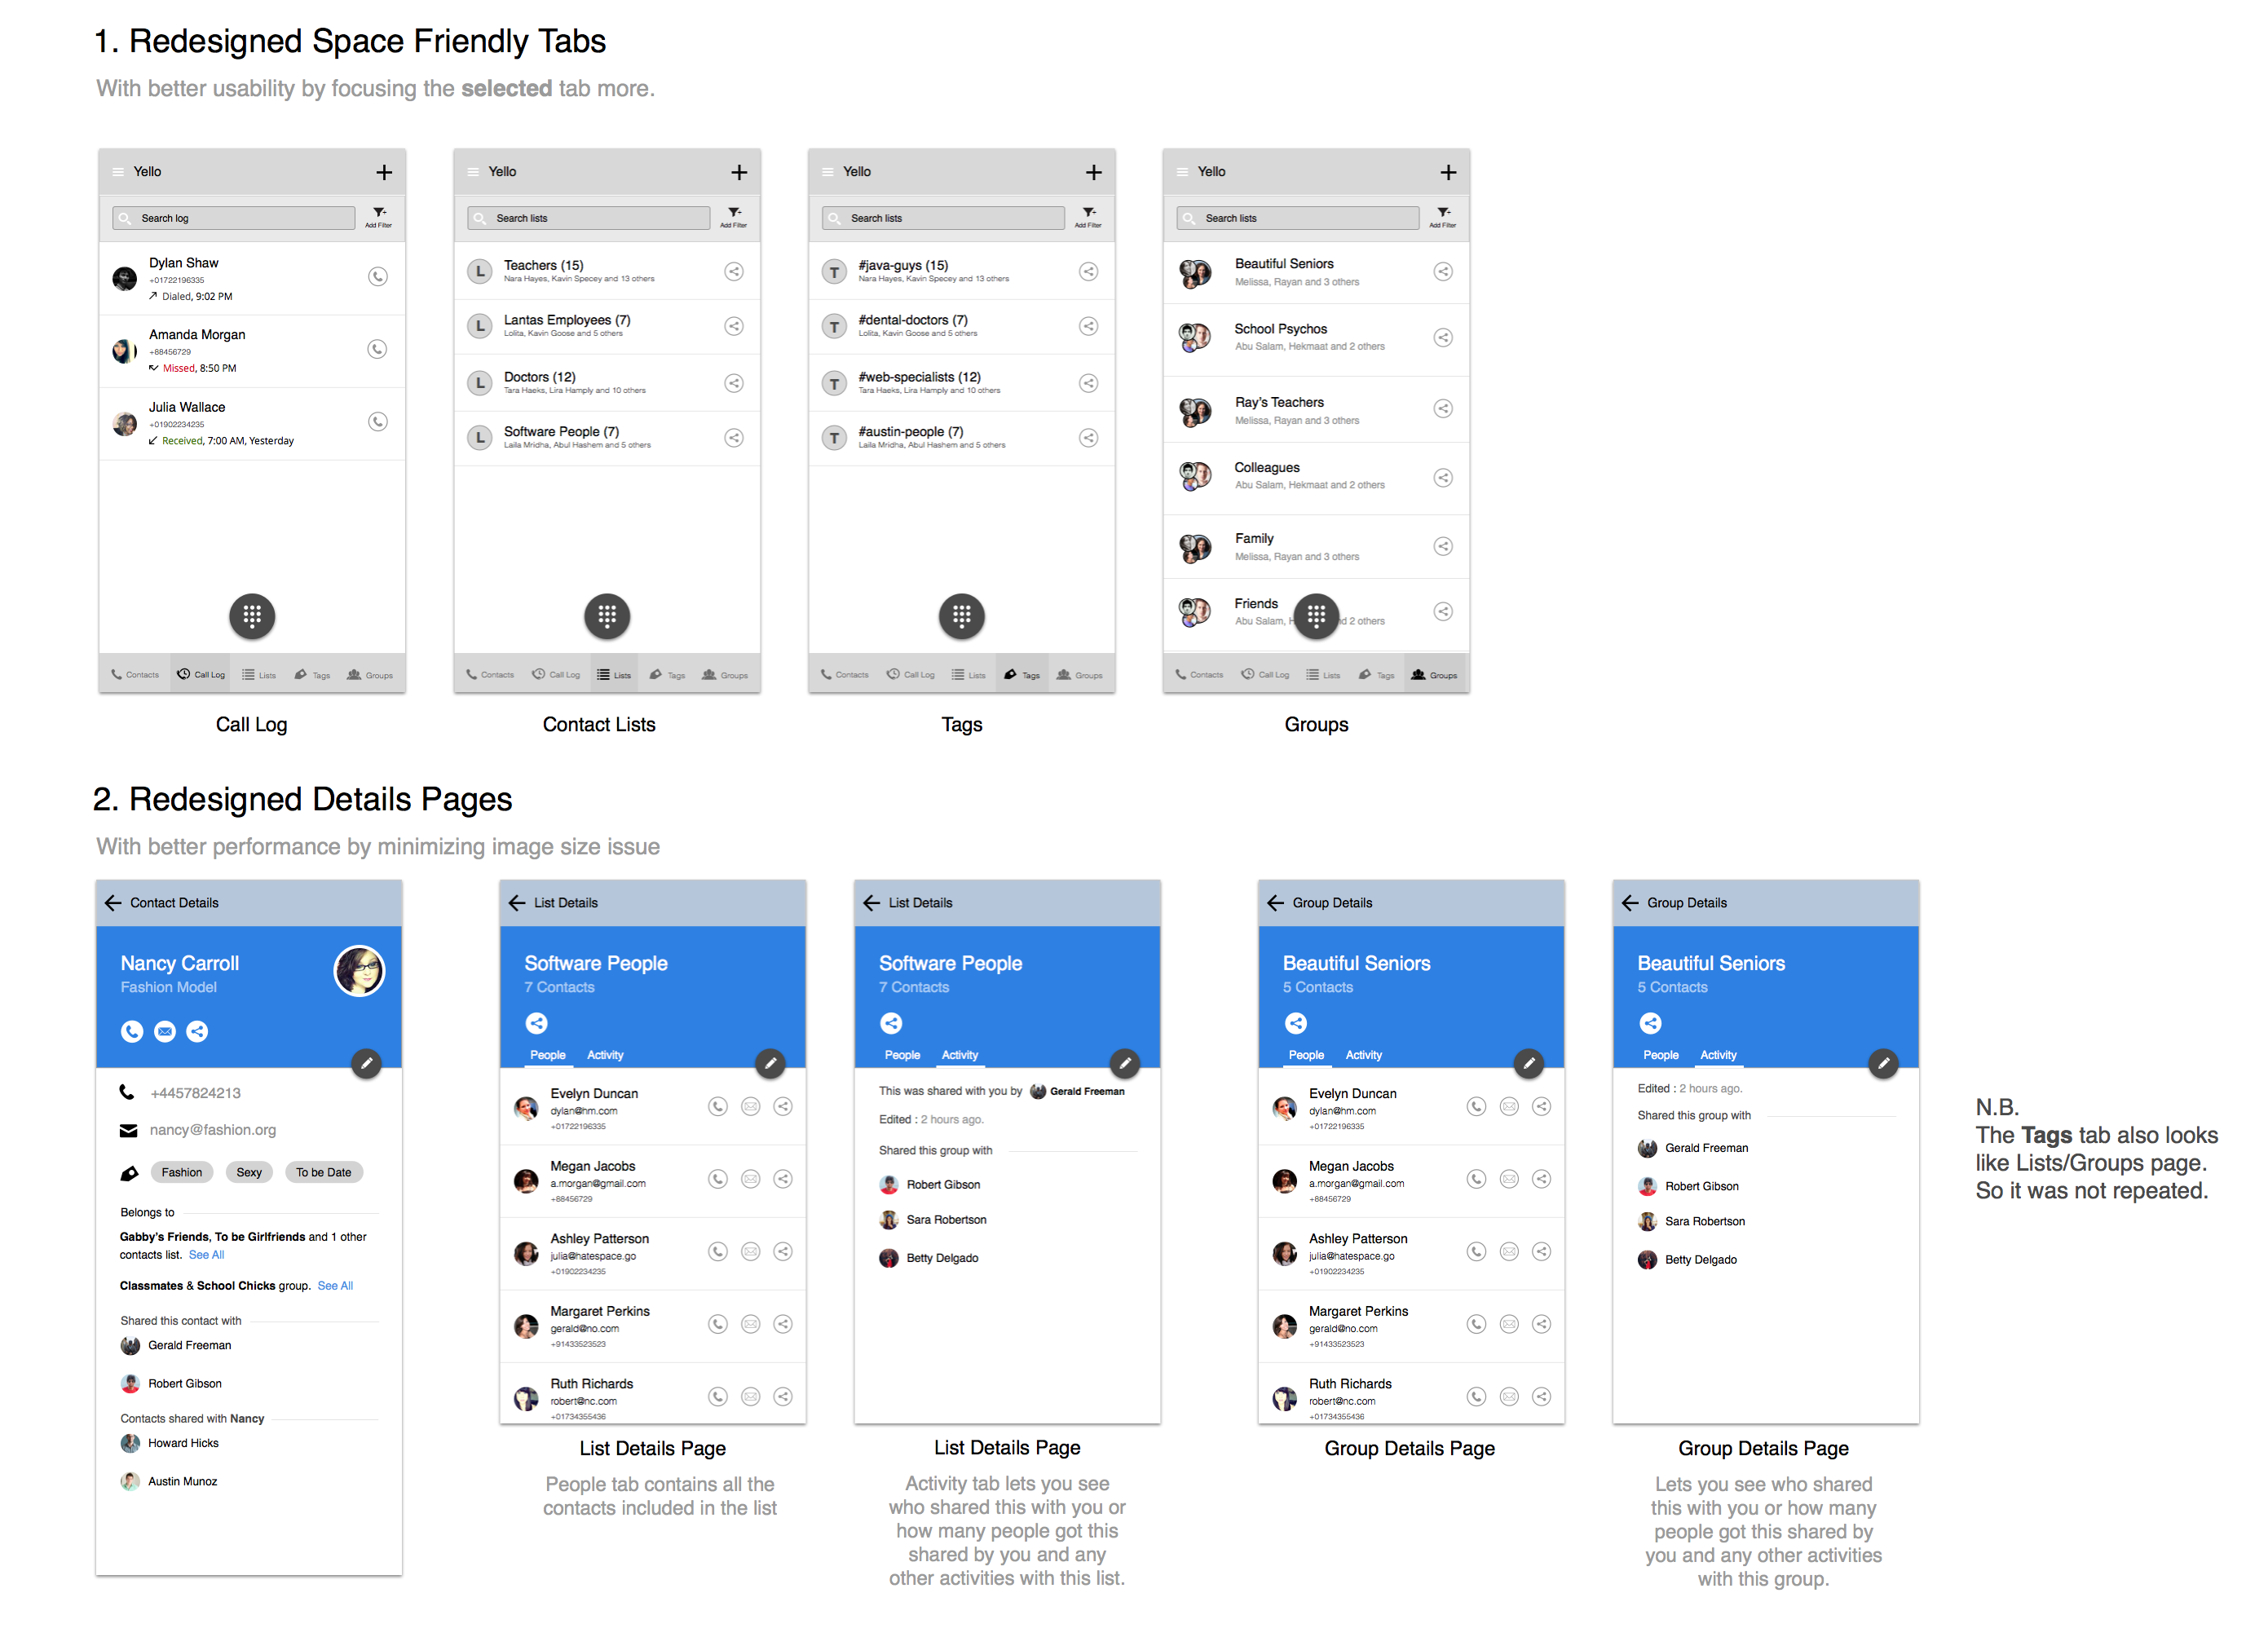 1. Redesigned Space Friendly Tabs
With better usability by focusing the selected tab more.
Yello
Search log
Add Filter
Dylan Shaw
+01722196335
Dialed, 9:02 PM
Amanda Morgan
+88456729
Missed, 8:50 PM
Julia Wallace
+01902234235
Received, 7:00 AM, Yesterday
Contacts Call Log Lists Tags Groups
Call Log
Yello
Search lists
Add Filter
L Teachers (15)
Nara Hayes, Kavin Specey and 13 others
L Lantas Employees (7)
Lolita, Kavin Goose and 5 others
L Doctors (12)
Tara Haeks, Lira Hamply and 10 others
L Software People (7)
Laila Mridha, Abul Hashem and 5 others
Contacts Call Log Lists Tags Groups
Contact Lists
Yello
Search lists
Add Filter
T #java-guys (15)
Nara Hayes, Kavin Specey and 13 others
T #dental-doctors (7)
Lolita, Kavin Goose and 5 others
T #web-specialists (12)
Tara Haeks, Lira Hamply and 10 others
T #austin-people (7)
Laila Mridha, Abul Hashem and 5 others
Contacts Call Log Lists Tags Groups
Tags
Yello
Search lists
Add Filter
Beautiful Seniors
Melissa, Rayan and 3 others
School Psychos
Abu Salam, Hekmaat and 2 others
Ray's Teachers
Melissa, Rayan and 3 others
Colleagues
Abu Salam, Hekmaat and 2 others
Family
Melissa, Rayan and 3 others
Friends
Abu Salam, H d 2 others
Contacts Call Log Lists Tags Groups
Groups
2. Redesigned Details Pages
With better performance by minimizing image size issue
Contact Details
Nancy Carroll
Fashion Model
+4457824213
nancy@fashion.org
Fashion Sexy To be Date
Belongs to
Gabby's Friends, To be Girlfriends and 1 other
contacts list. See All
Classmates & School Chicks group. See All
Shared this contact with
Gerald Freeman
Robert Gibson
Contacts shared with Nancy
Howard Hicks
Austin Munoz
List Details
Software People
7 Contacts
People Activity
Evelyn Duncan
dylan@hm.com
+01722196335
Megan Jacobs
a.morgan@gmail.com
+88456729
Ashley Patterson
julia@hatespace.go
+01902234235
Margaret Perkins
gerald@no.com
+91433523523
Ruth Richards
robert@nc.com
+01734355436
List Details Page
People tab contains all the
contacts included in the list
List Details
Software People
7 Contacts
People Activity
This was shared with you by Gerald Freeman
Edited : 2 hours ago.
Shared this group with
Robert Gibson
Sara Robertson
Betty Delgado
List Details Page
Activity tab lets you see
who shared this with you or
how many people got this
shared by you and any
other activities with this list.
Group Details
Beautiful Seniors
5 Contacts
People Activity
Evelyn Duncan
dylan@hm.com
+01722196335
Megan Jacobs
a.morgan@gmail.com
+88456729
Ashley Patterson
julia@hatespace.go
+01902234235
Margaret Perkins
gerald@no.com
+91433523523
Ruth Richards
robert@nc.com
+01734355436
Group Details Page
Group Details
Beautiful Seniors
5 Contacts
People Activity
Edited : 2 hours ago.
Shared this group with
Gerald Freeman
Robert Gibson
Sara Robertson
Betty Delgado
Group Details Page
Lets you see who shared
this with you or how many
people got this shared by
you and any other activities
with this group.
N.B.
The Tags tab also looks
like Lists/Groups page.
So it was not repeated.